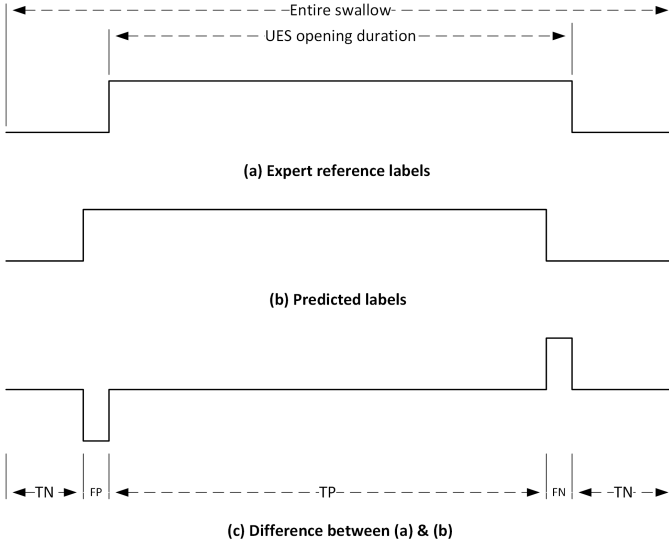 Entire swallow
UES opening duration
(a) Expert reference labels
(b) Predicted labels
TN FP TP FN TN
(c) Difference between (a) & (b)